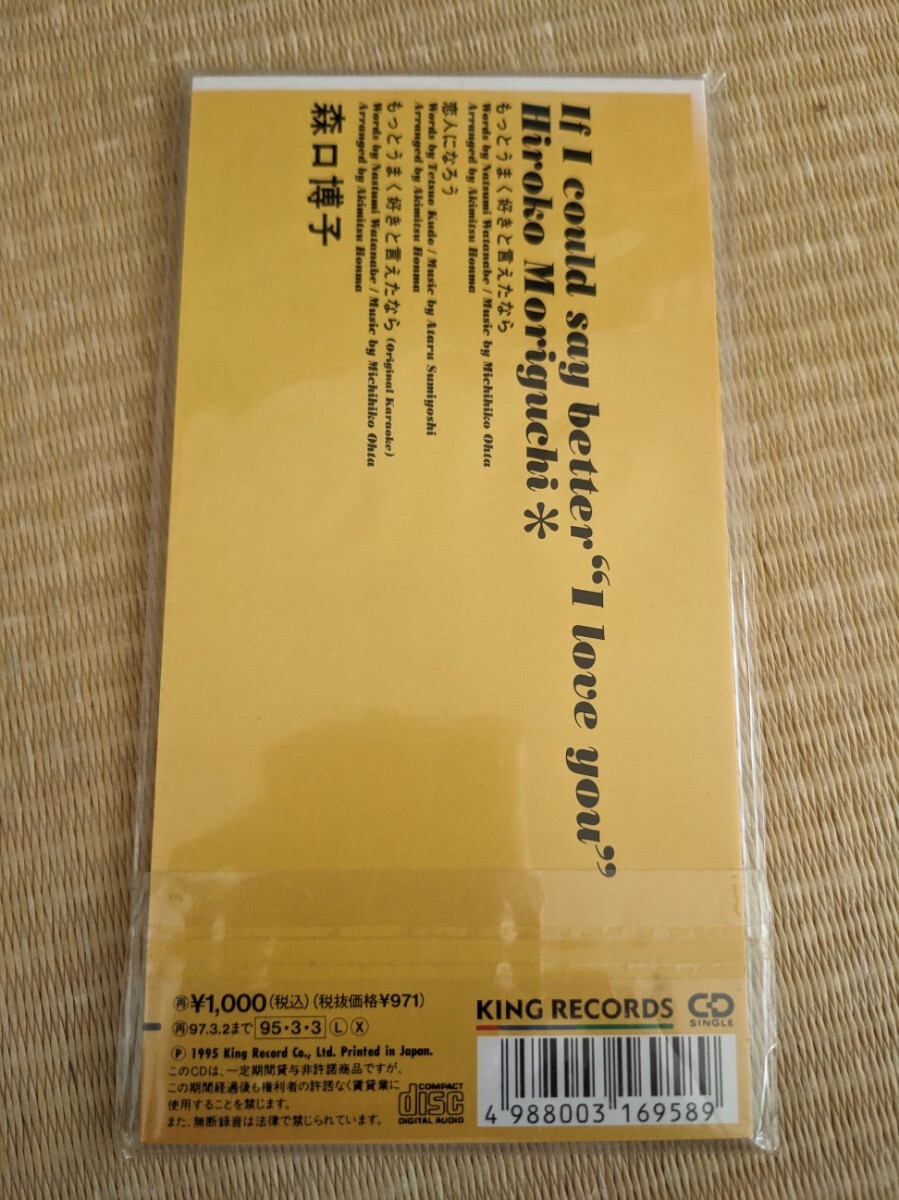 If I could say better “I love you”
Hiroko Moriguchi*
もっとうまく好きと言えたなら
Words by Natsumi Watanabe / Music by Michihiko Ohta
Arranged by Akimitsu Honma
恋人になろう
Words by Tetsuo Kudo / Music by Ataru Sumiyoshi
Arranged by Akimitsu Honma
もっとうまく好きと言えたなら (Original Karaoke)
Words by Nastumi Watanabe / Music by Michihiko Ohta
Arranged by Akimitsu Honma
森口博子
再¥1,000(税込)(税抜価格¥971)
再97.3.2まで 95・3・3 L X
Ⓟ 1995 King Record Co., Ltd. Printed in Japan.
このCDは、一定期間貸与非許諾商品ですが、
この期間経過後も権利者の許諾なく賃貸業に
使用することを禁じます。
また、無断録音は法律で禁じられています。
COMPACT
disc
DIGITAL AUDIO
KING RECORDS
CD
SINGLE
4 988003 169589